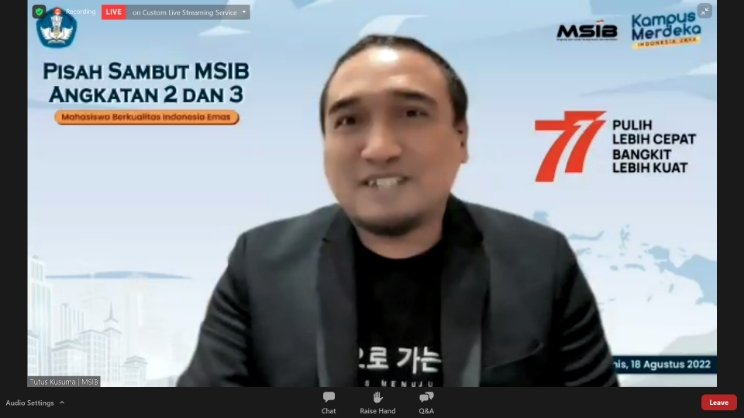 Recording
LIVE
on Custom Live Streaming Service
MSIB
Kampus
Merdeka
INDONESIA JAYA
PISAH SAMBUT MSIB
ANGKATAN 2 DAN 3
Mahasiswa Berkualitas Indonesia Emas
77
PULIH
LEBIH CEPAT
BANGKIT
LEBIH KUAT
으로 가는
S MENUJU
nis, 18 Agustus 2022
Tutus Kusuma | MSIB
Audio Settings
Chat
Raise Hand
Q&A
Leave